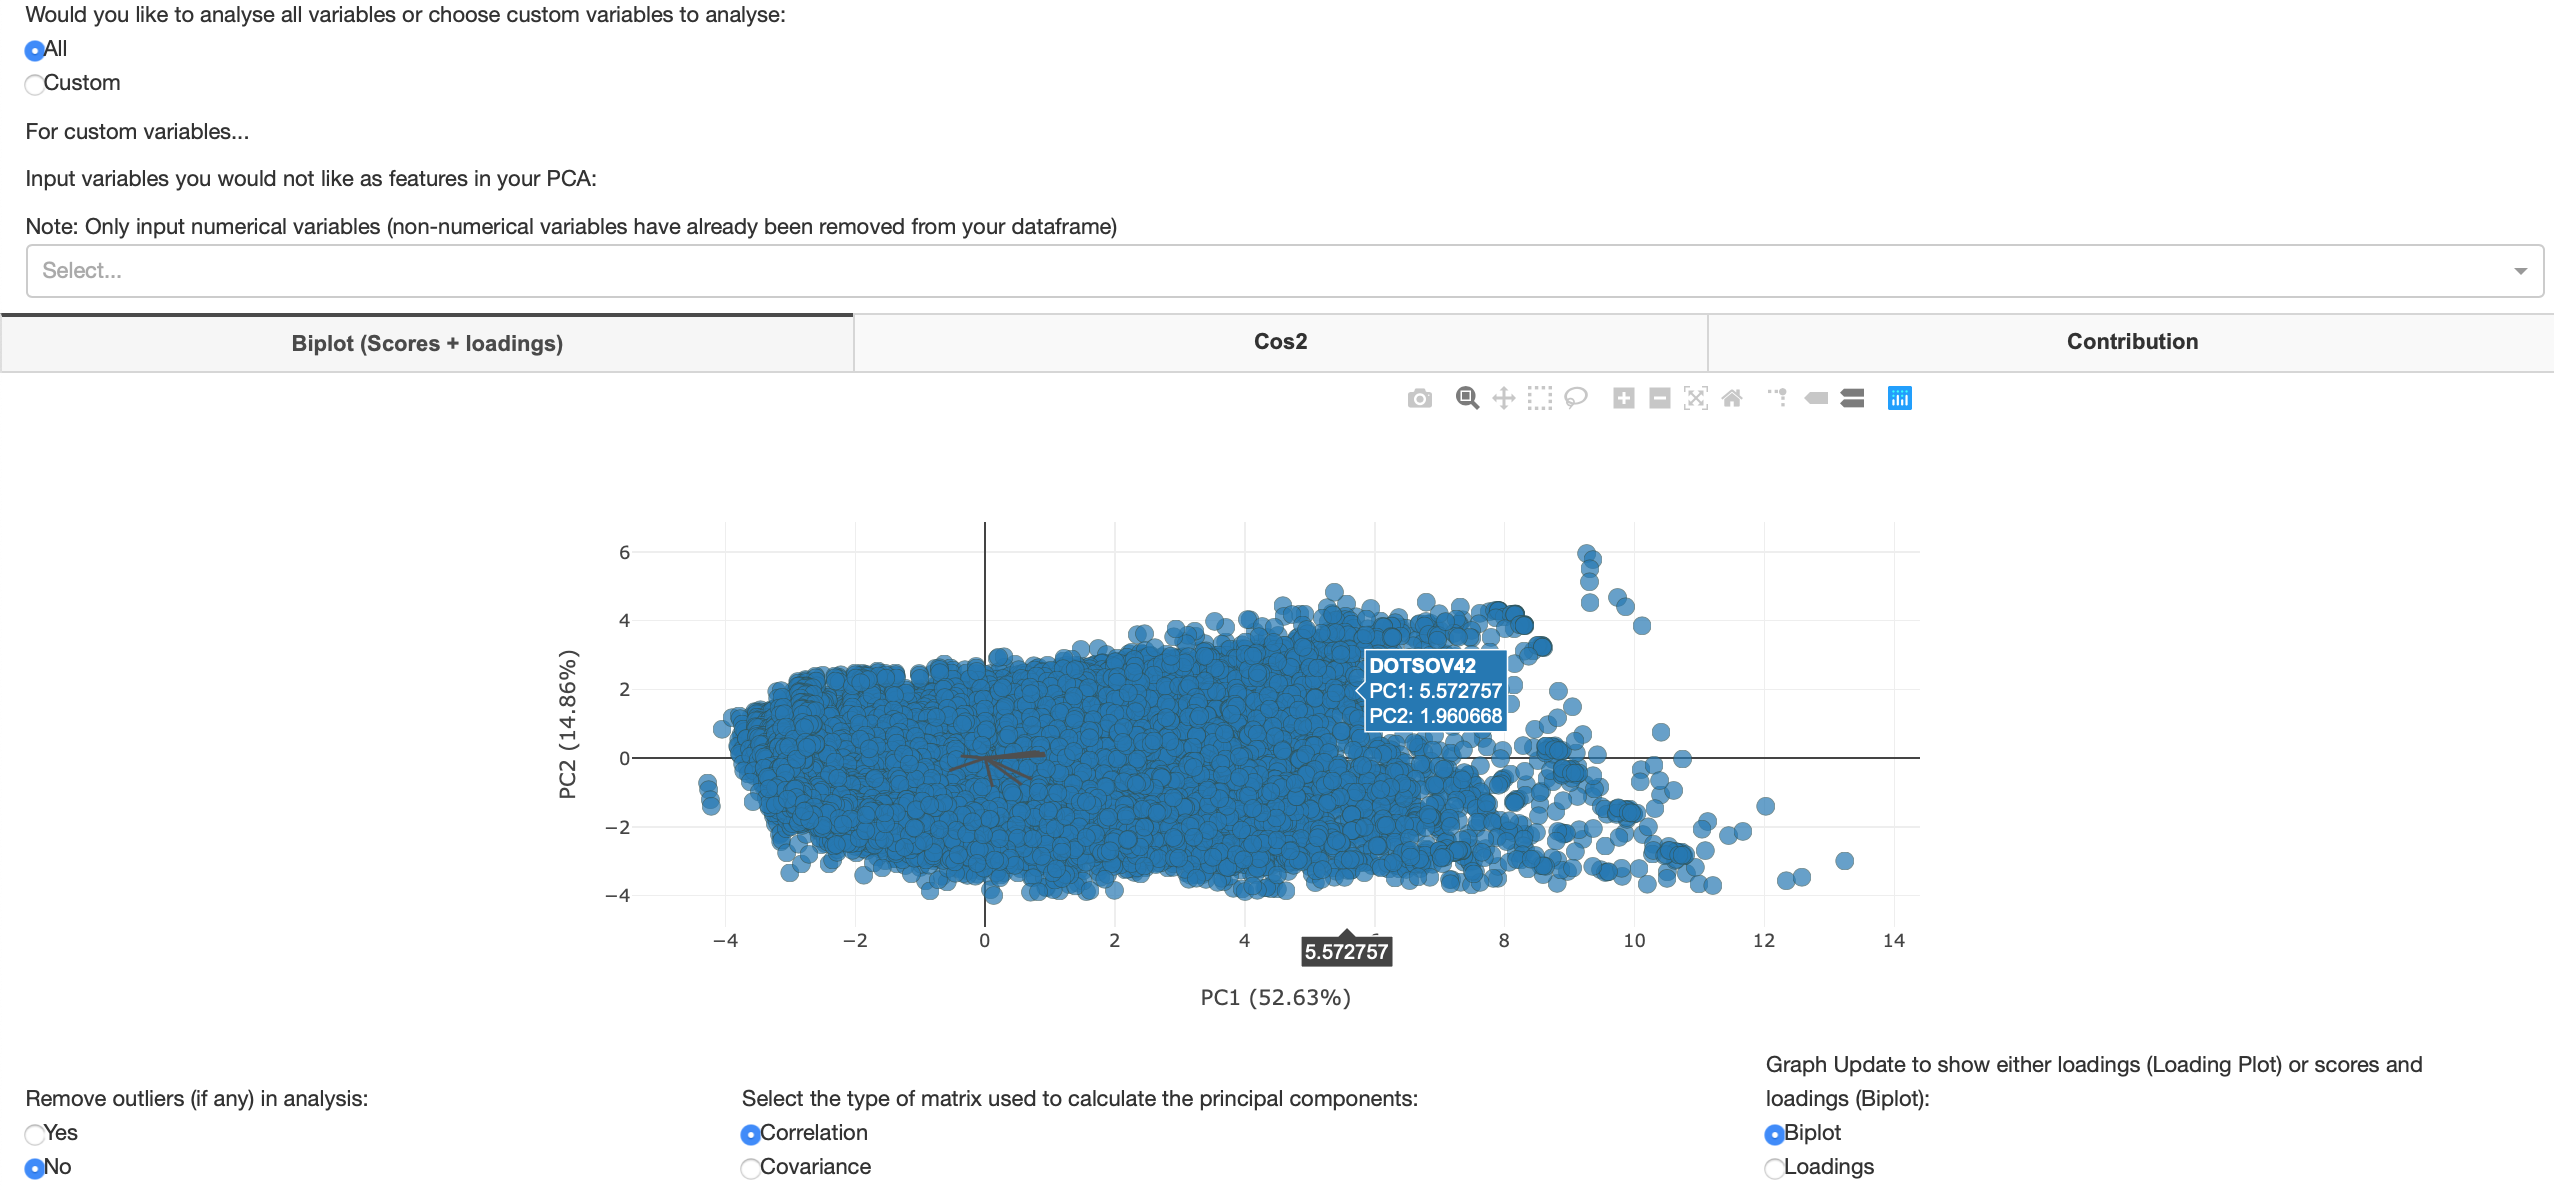 Would you like to analyse all variables or choose custom variables to analyse:
All
Custom
For custom variables...
Input variables you would not like as features in your PCA:
Note: Only input numerical variables (non-numerical variables have already been removed from your dataframe)
Select...
Biplot (Scores + loadings)
Cos2
Contribution
6
4
2
0
−2
−4
PC2 (14.86%)
DOTSOV42
PC1: 5.572757
PC2: 1.960668
−4
−2
0
2
4
8
10
12
14
5.572757
PC1 (52.63%)
Remove outliers (if any) in analysis:
Yes
No
Select the type of matrix used to calculate the principal components:
Correlation
Covariance
Graph Update to show either loadings (Loading Plot) or scores and
loadings (Biplot):
Biplot
Loadings